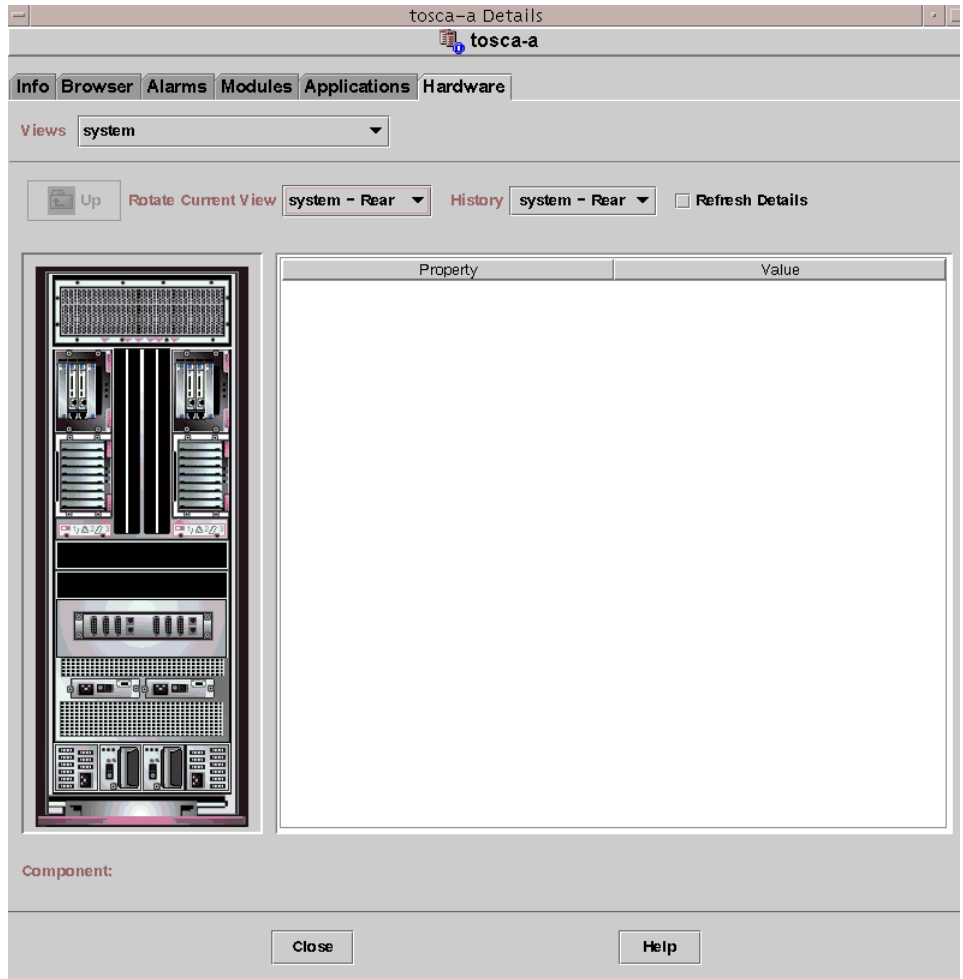 tosca-a Details
tosca-a
Info Browser Alarms Modules Applications Hardware
Views system
Up Rotate Current View system - Rear History system - Rear Refresh Details
Property Value
Component:
Close Help